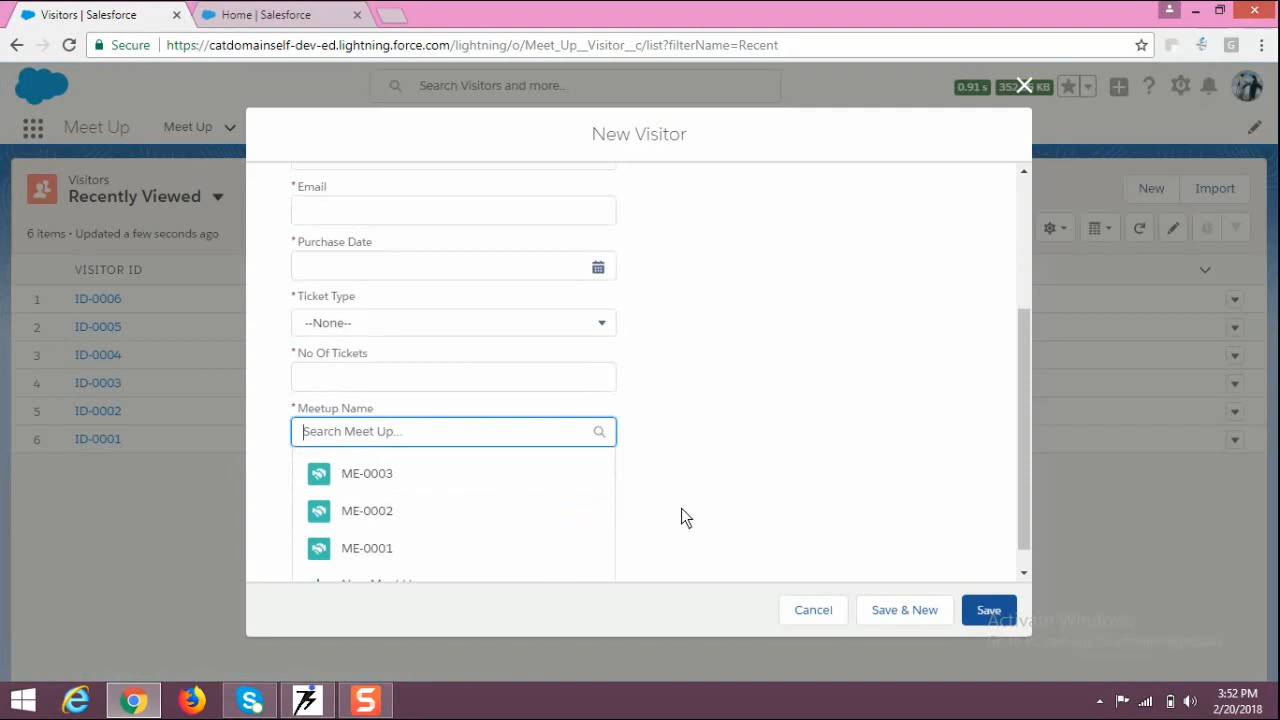 Visitors | Salesforce
Home | Salesforce
Secure
https://catdomainself-dev-ed.lightning.force.com/lightning/o/Meet_Up__Visitor__c/list?filterName=Recent
Search Visitors and more..
0.91 s
KB
Meet Up
Meet Up
New Visitor
Visitors
Recently Viewed
New
Import
6 items • Updated a few seconds ago
VISITOR ID
1 ID-0006
2 ID-0005
3 ID-0004
4 ID-0003
5 ID-0002
6 ID-0001
*Email
*Purchase Date
*Ticket Type
--None--
*No Of Tickets
*Meetup Name
Search Meet Up...
ME-0003
ME-0002
ME-0001
Cancel
Save & New
Save
Activate Windows
3:52 PM
2/20/2018